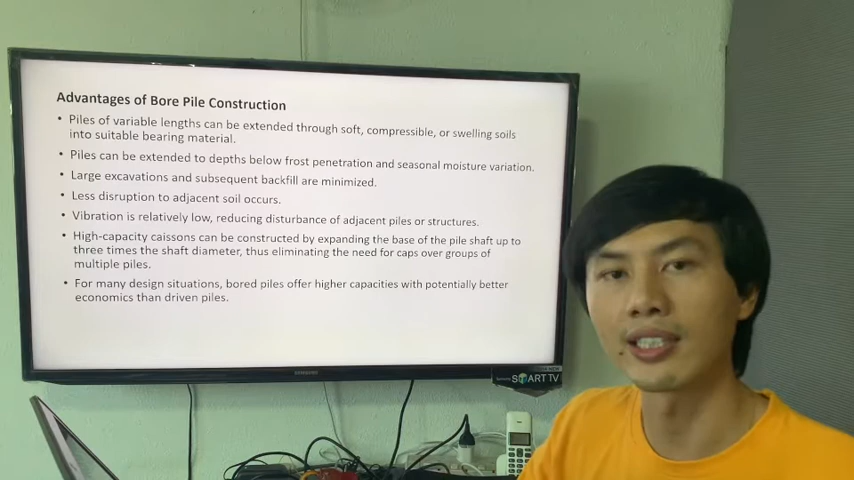 Advantages of Bore Pile Construction
• Piles of variable lengths can be extended through soft, compressible, or swelling soils
into suitable bearing material.
• Piles can be extended to depths below frost penetration and seasonal moisture variation.
• Large excavations and subsequent backfill are minimized.
• Less disruption to adjacent soil occurs.
• Vibration is relatively low, reducing disturbance of adjacent piles or structures.
• High-capacity caissons can be constructed by expanding the base of the pile shaft up to
three times the shaft diameter, thus eliminating the need for caps over groups of
multiple piles.
• For many design situations, bored piles offer higher capacities with potentially better
economics than driven piles.
SAMSUNG
SMART TV